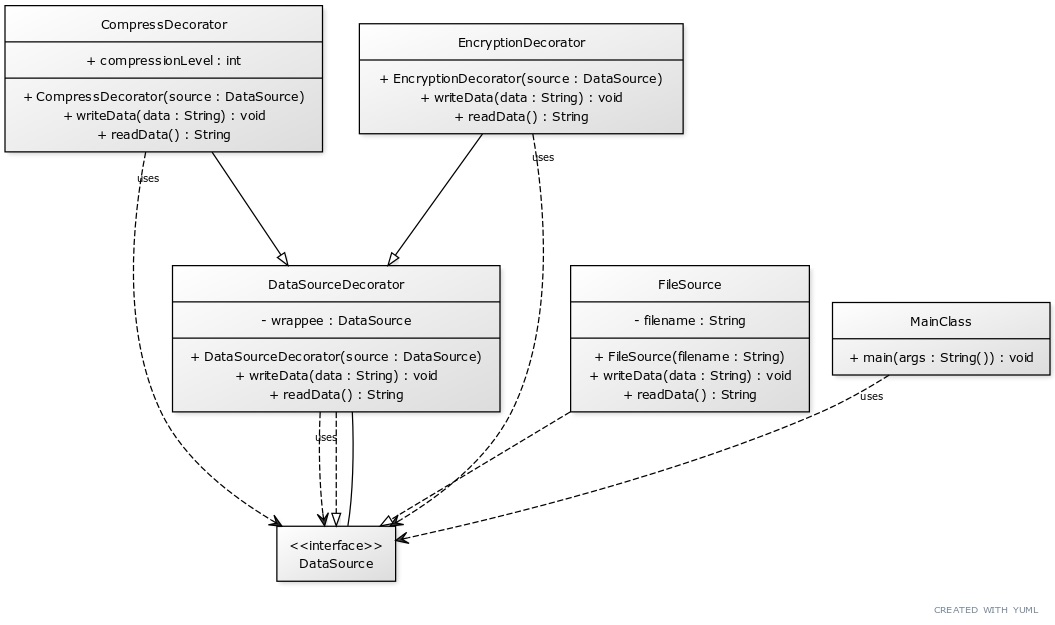 CompressDecorator
+ compressionLevel : int
+ CompressDecorator(source : DataSource)
+ writeData(data : String) : void
+ readData() : String
EncryptionDecorator
+ EncryptionDecorator(source : DataSource)
+ writeData(data : String) : void
+ readData() : String
uses
uses
DataSourceDecorator
- wrappee : DataSource
+ DataSourceDecorator(source : DataSource)
+ writeData(data : String) : void
+ readData() : String
FileSource
- filename : String
+ FileSource(filename : String)
+ writeData(data : String) : void
+ readData() : String
MainClass
+ main(args : String()) : void
uses
uses
<<interface>>
DataSource
CREATED WITH YUML